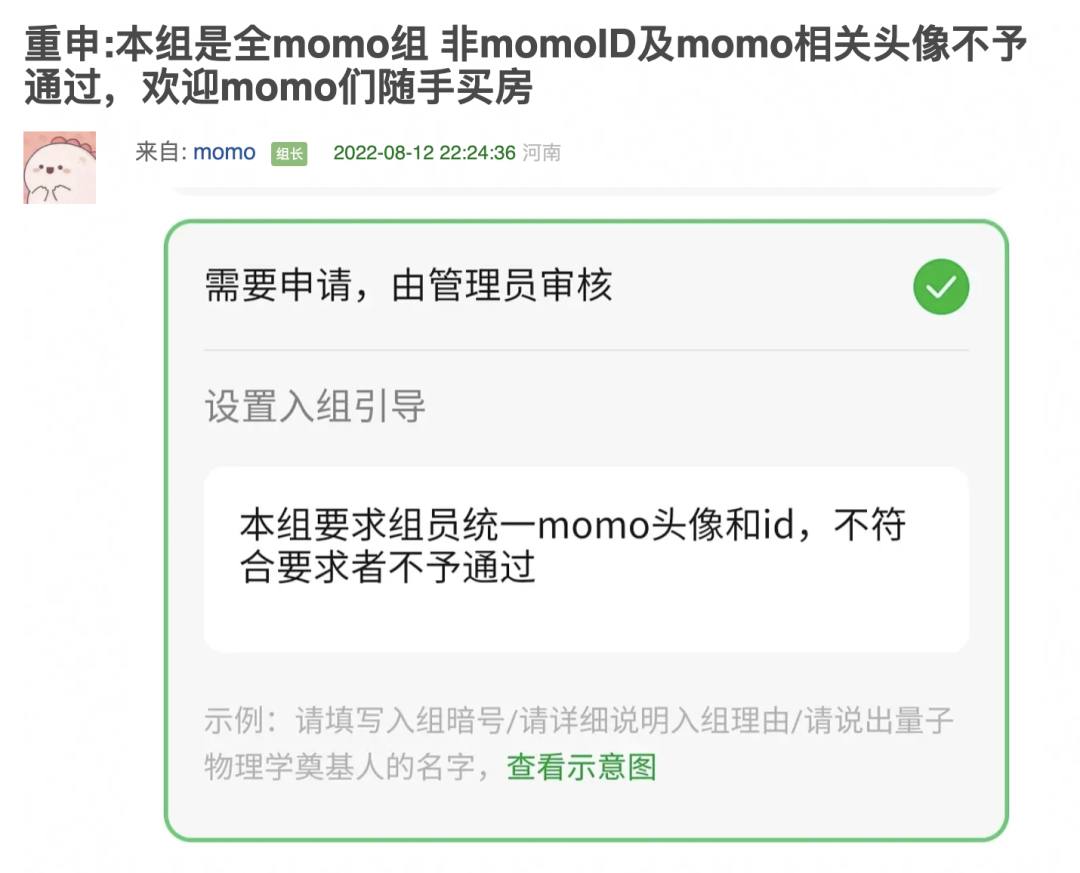 重申:本组是全momo组 非momoID及momo相关头像不予
通过，欢迎momo们随手买房
来自: momo 组长 2022-08-12 22:24:36 河南
需要申请，由管理员审核
设置入组引导
本组要求组员统一momo头像和id，不符
合要求者不予通过
示例：请填写入组暗号/请详细说明入组理由/请说出量子
物理学奠基人的名字，查看示意图